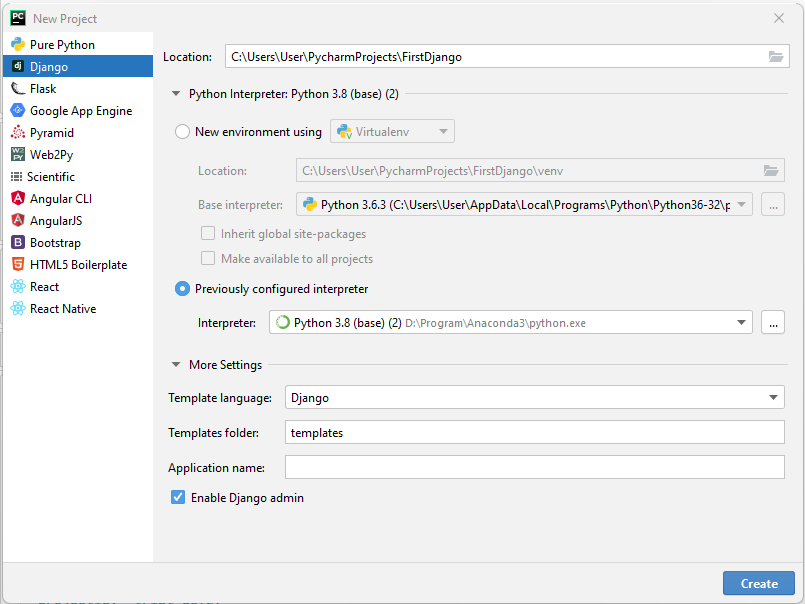 New Project
Pure Python
Django
Flask
Google App Engine
Pyramid
Web2Py
Scientific
Angular CLI
AngularJS
Bootstrap
HTML5 Boilerplate
React
React Native
Location: C:\Users\User\PycharmProjects\FirstDjango
Python Interpreter: Python 3.8 (base) (2)
New environment using Virtualenv
Location: C:\Users\User\PycharmProjects\FirstDjango\venv
Base interpreter: Python 3.6.3 (C:\Users\User\AppData\Local\Programs\Python\Python36-32\p ...
Inherit global site-packages
Make available to all projects
Previously configured interpreter
Interpreter: Python 3.8 (base) (2) D:\Program\Anaconda3\python.exe ...
More Settings
Template language: Django
Templates folder: templates
Application name:
Enable Django admin
Create